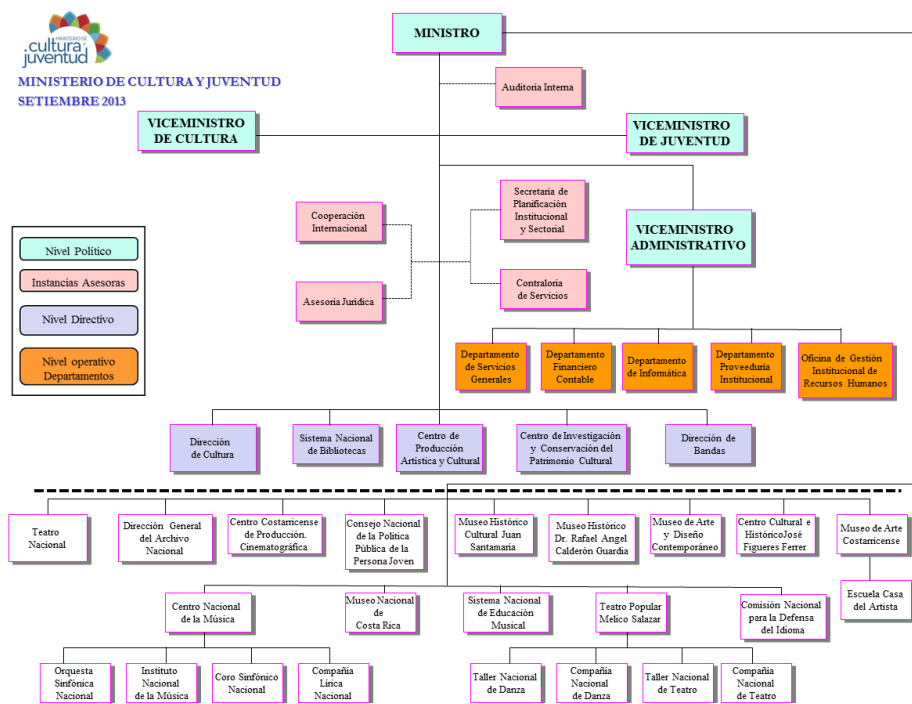 MINISTERIO DE
cultura
y
juventud
MINISTERIO DE CULTURA Y JUVENTUD
SETIEMBRE 2013
MINISTRO
Auditoria Interna
VICEMINISTRO
DE CULTURA
VICEMINISTRO
DE JUVENTUD
Cooperación
Internacional
Secretaria de
Planificación
Institucional
y Sectorial
VICEMINISTRO
ADMINISTRATIVO
Asesoria Jurídica
Contraloría
de Servicios
Nivel Político
Instancias Asesoras
Nivel Directivo
Nivel operativo
Departamentos
Departamento
de Servicios
Generales
Departamento
Financiero
Contable
Departamento
de Informática
Departamento
Proveeduria
Institucional
Oficina de Gestión
Institucional de
Recursos Humanos
Dirección
de Cultura
Sistema Nacional
de Bibliotecas
Centro de
Producción
Artística y Cultural
Centro de Investigación
y Conservación del
Patrimonio Cultural
Dirección de
Bandas
Teatro
Nacional
Dirección General
del Archivo
Nacional
Centro Costarricense
de Producción.
Cinematográfica
Consejo Nacional
de la Política
Pública de la
Persona Joven
Museo Histórico
Cultural Juan
Santamaría
Museo Histórico
Dr. Rafael Angel
Calderón Guardia
Museo de Arte
y Diseño
Contemporáneo
Centro Cultural e
HistóricoJosé
Figueres Ferrer
Museo de Arte
Costarricense
Escuela Casa
del Artista
Centro Nacional
de la Música
Museo Nacional
de
Costa Rica
Sistema Nacional
de Educación
Musical
Teatro Popular
Melico Salazar
Comisión Nacional
para la Defensa
del Idioma
Orquesta
Sinfónica
Nacional
Instituto
Nacional
de la Música
Coro Sinfónico
Nacional
Compañía
Lírica
Nacional
Taller Nacional
de Danza
Compañía
Nacional
de Danza
Taller Nacional
de Teatro
Compañía
Nacional
de Teatro